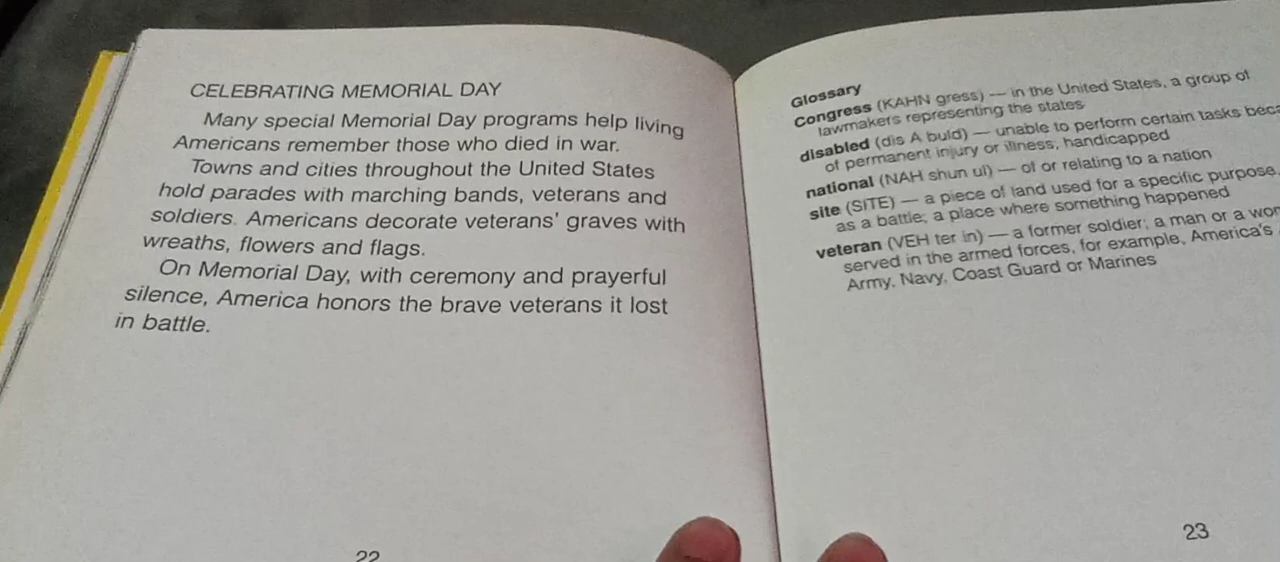 CELEBRATING MEMORIAL DAY
Many special Memorial Day programs help living
Americans remember those who died in war.
Towns and cities throughout the United States
hold parades with marching bands, veterans and
soldiers. Americans decorate veterans' graves with
wreaths, flowers and flags.
On Memorial Day, with ceremony and prayerful
silence, America honors the brave veterans it lost
in battle.
22
Glossary
Congress (KAHN gress) — in the United States, a group of
lawmakers representing the states
disabled (dis A buld) — unable to perform certain tasks
of permanent injury or illness, handicapped
national (NAH shun ul) — of or relating to a nation
site (SITE) — a piece of land used for a specific purpose,
as a battle; a place where something happened
veteran (VEH ter in) — a former soldier; a man or a
served in the armed forces, for example, America's
Army, Navy, Coast Guard or Marines
23